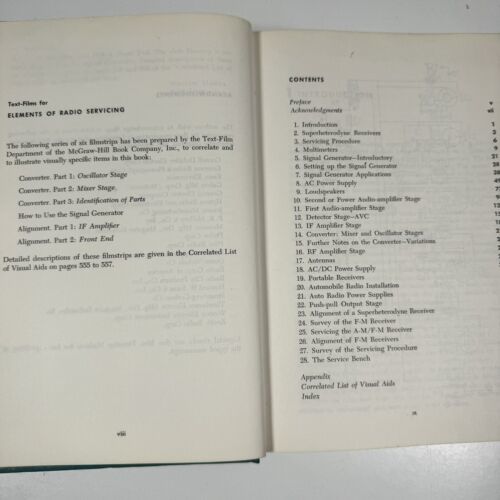 Text-Film for
ELEMENTS OF RADIO SERVICING
The following series of six filmstrips has been prepared by the Text-Film
Department of the McGraw-Hill Book Company, Inc., to correlate and
to illustrate visually specific items in this book:
Converter. Part 1: Oscillator Stage
Converter. Part 2: Mixer Stage.
Converter. Part 3: Identification of Parts
How to Use the Signal Generator
Alignment. Part 1: IF Amplifier
Alignment. Part 2: Front End
Detailed descriptions of these filmstrips are given in the Correlated List
of Visual Aids on pages 555 to 557.
viii
CONTENTS
Preface v
Acknowledgments vii
1. Introduction 1
2. Superheterodyne Receivers 3
3. Servicing Procedure 6
4. Multimeters 9
5. Signal Generator—Introductory 21
6. Setting up the Signal Generator
7. Signal Generator Applications
8. AC Power Supply
9. Loudspeakers
10. Second or Power Audio-amplifier Stage
11. First Audio-amplifier Stage
12. Detector Stage—AVC
13. IF Amplifier Stage
14. Converter: Mixer and Oscillator Stages
15. Further Notes on the Converter—Variations
16. RF Amplifier Stage
17. Antennas
18. AC/DC Power Supply
19. Portable Receivers
20. Automobile Radio Installation
21. Auto Radio Power Supplies
22. Push-pull Output Stage
23. Alignment of a Superheterodyne Receiver
24. Survey of the F-M Receiver
25. Servicing the A-M/F-M Receiver
26. Alignment of F-M Receivers
27. Survey of the Servicing Procedure
28. The Service Bench
Appendix
Correlated List of Visual Aids
Index
ix